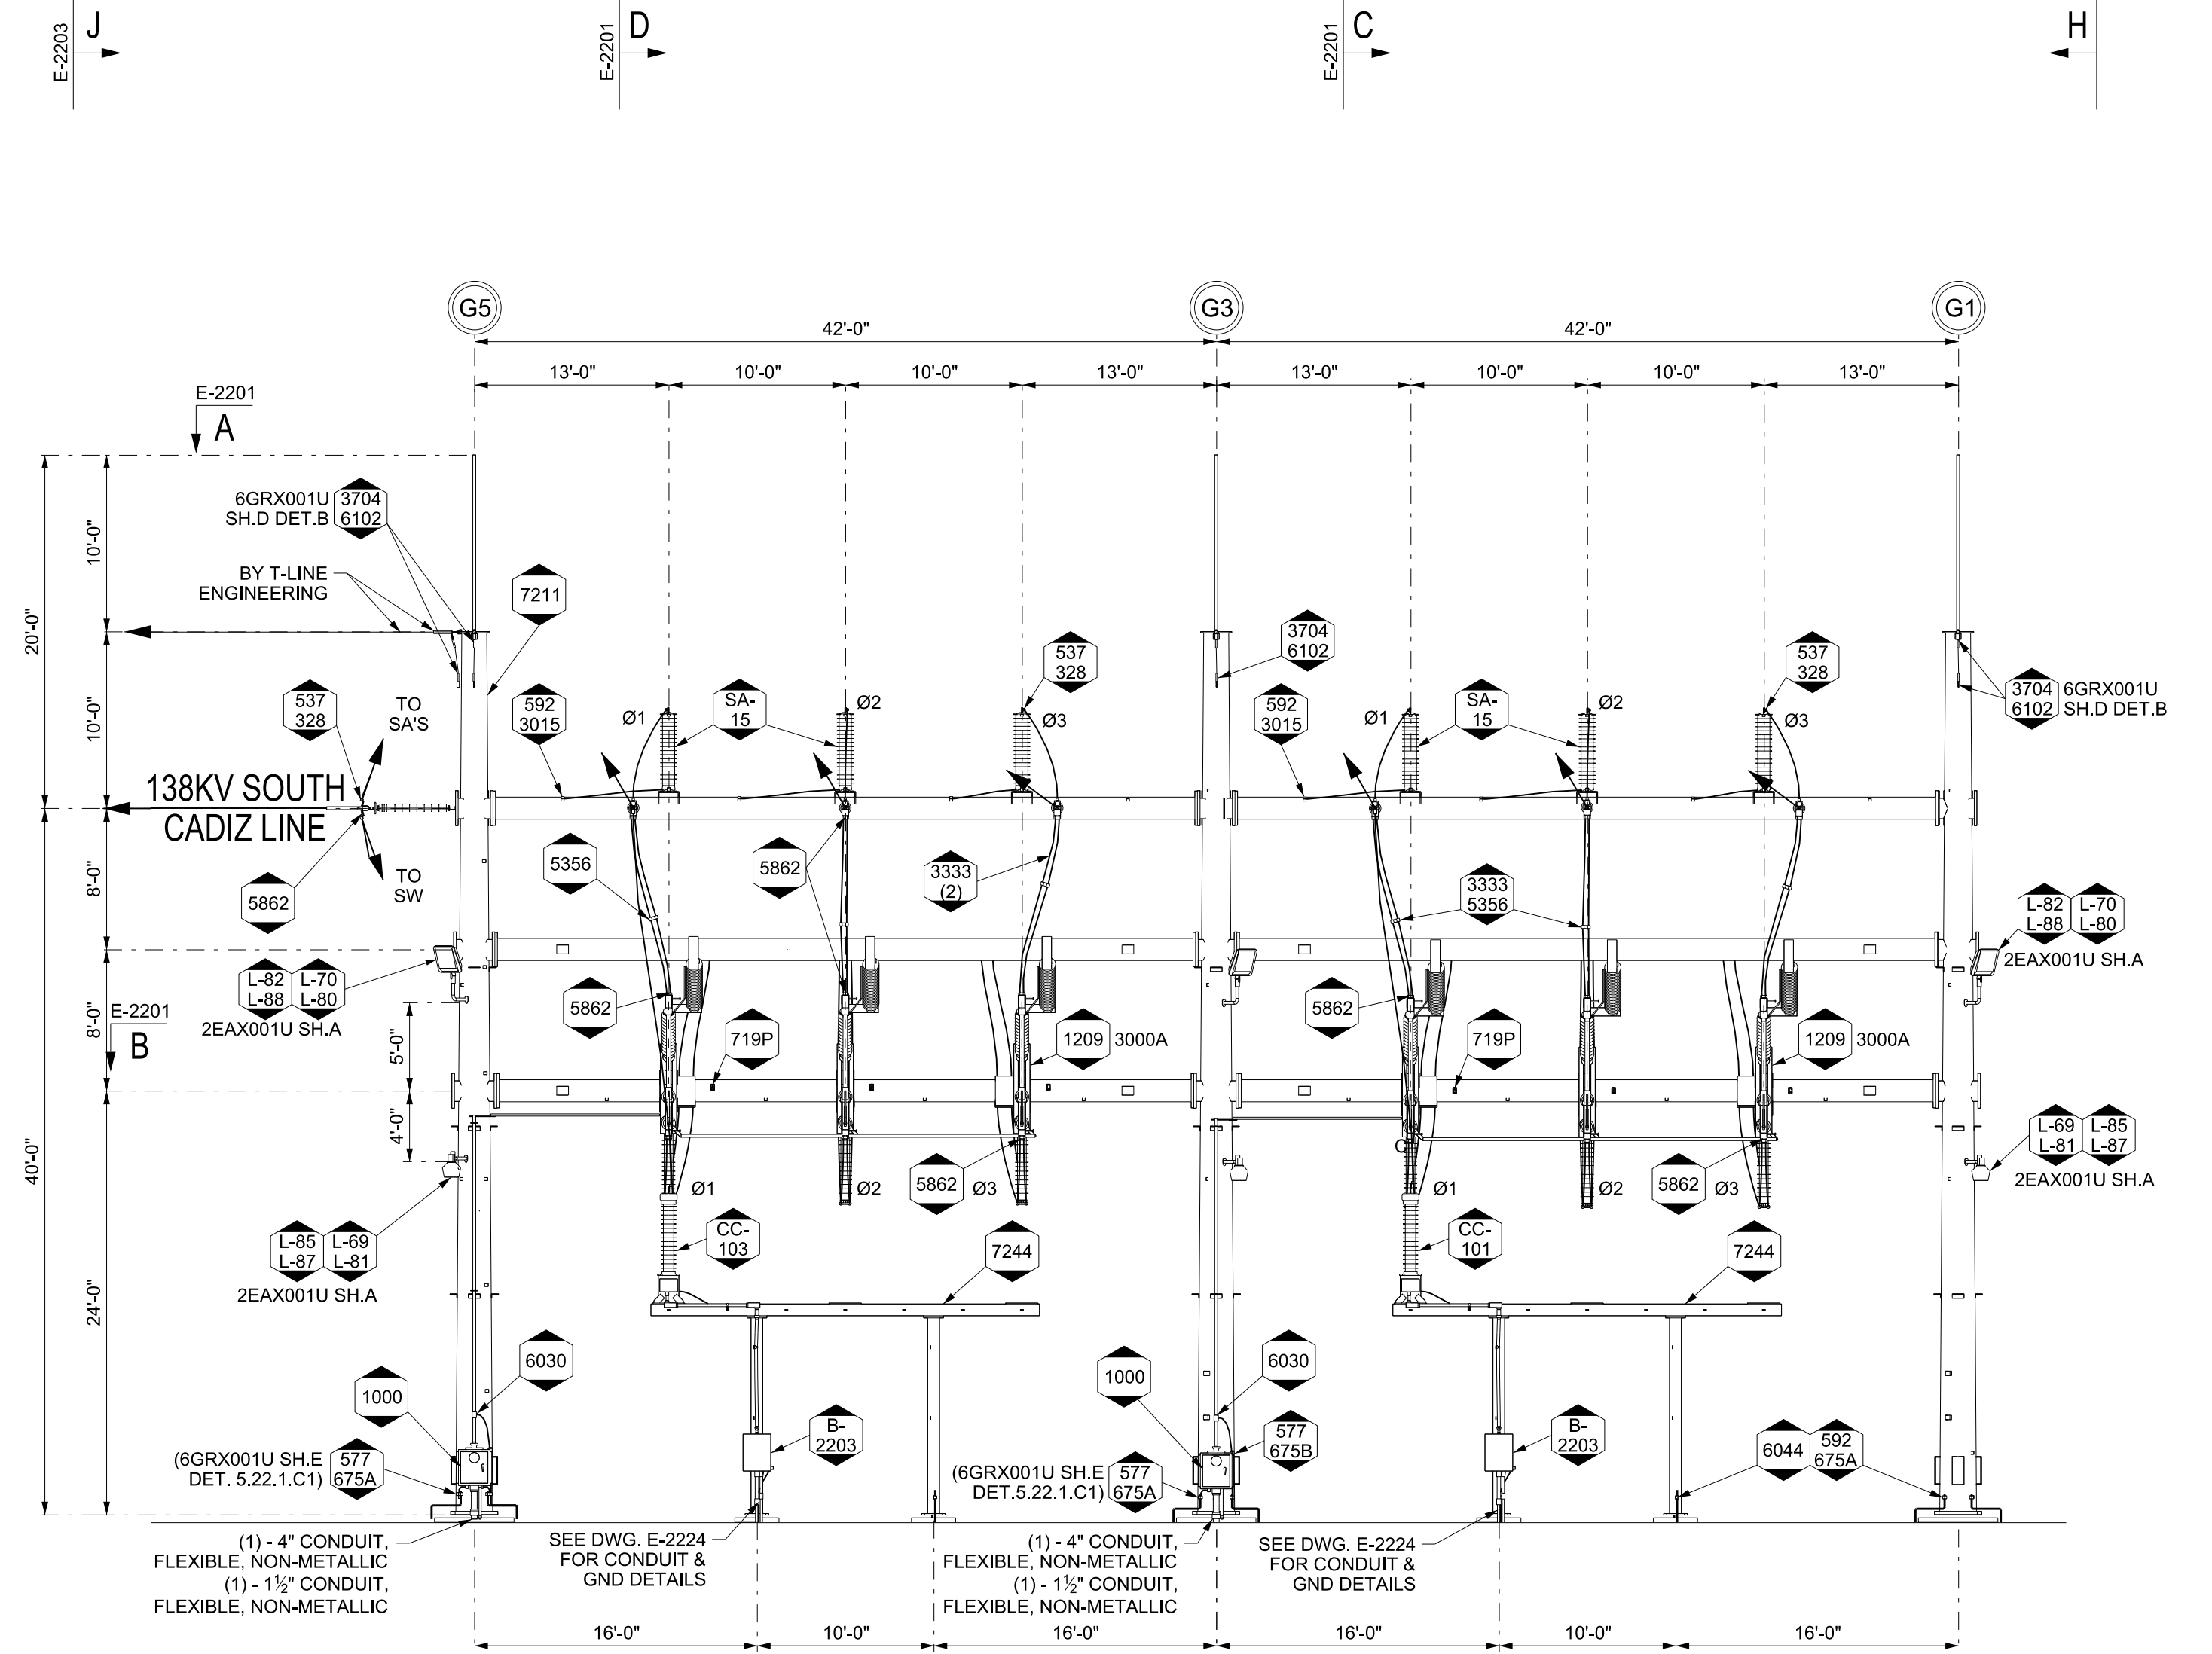 E-2203
J
E-2201
D
E-2201
C
H
G5
G3
G1
42'-0"
42'-0"
13'-0"
10'-0"
10'-0"
13'-0"
13'-0"
10'-0"
10'-0"
13'-0"
E-2201
A
20'-0"
10'-0"
10'-0"
8'-0"
8'-0"
5'-0"
4'-0"
40'-0"
24'-0"
6GRX001U
SH.D DET.B
3704
6102
BY T-LINE
ENGINEERING
7211
537
328
TO
SA'S
138KV SOUTH
CADIZ LINE
TO
SW
5862
592
3015
Ø1
SA-
15
Ø2
537
328
Ø3
3704
6102
592
3015
Ø1
SA-
15
Ø2
537
328
Ø3
3704
6102
6GRX001U
SH.D DET.B
5356
5862
3333
(2)
3333
5356
L-82
L-88
L-70
L-80
2EAX001U SH.A
L-82
L-88
L-70
L-80
2EAX001U SH.A
E-2201
B
5862
719P
1209
3000A
5862
719P
1209
3000A
C
L-69
L-81
L-85
L-87
2EAX001U SH.A
Ø1
Ø2
5862
Ø3
Ø1
Ø2
5862
Ø3
L-85
L-87
L-69
L-81
2EAX001U SH.A
CC-
103
7244
CC-
101
7244
6030
1000
B-
2203
1000
6030
577
675B
B-
2203
6044
592
675A
(6GRX001U SH.E
DET. 5.22.1.C1)
577
675A
(6GRX001U SH.E
DET.5.22.1.C1)
577
675A
(1) - 4" CONDUIT,
FLEXIBLE, NON-METALLIC
(1) - 1½" CONDUIT,
FLEXIBLE, NON-METALLIC
SEE DWG. E-2224
FOR CONDUIT &
GND DETAILS
(1) - 4" CONDUIT,
FLEXIBLE, NON-METALLIC
(1) - 1½" CONDUIT,
FLEXIBLE, NON-METALLIC
SEE DWG. E-2224
FOR CONDUIT &
GND DETAILS
16'-0"
10'-0"
16'-0"
16'-0"
10'-0"
16'-0"